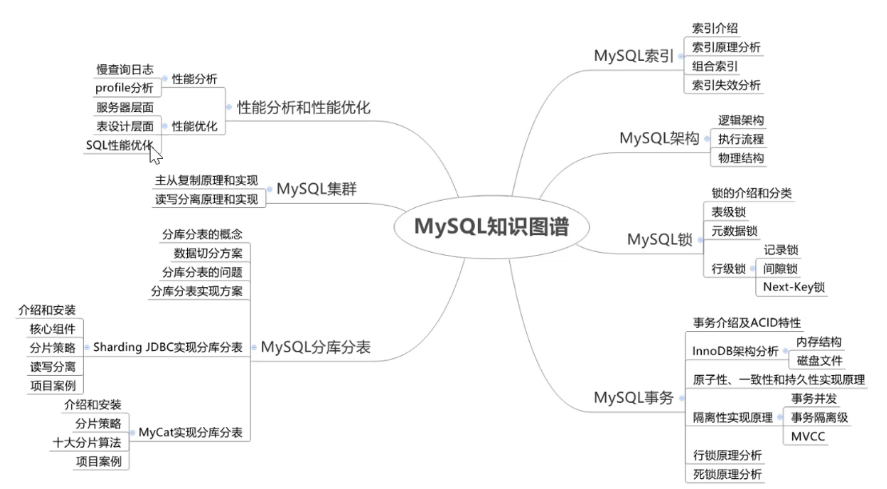 MySQL知识图谱
MySQL索引
索引介绍
索引原理分析
组合索引
索引失效分析
MySQL架构
逻辑架构
执行流程
物理结构
MySQL锁
锁的介绍和分类
表级锁
元数据锁
行级锁
记录锁
间隙锁
Next-Key锁
MySQL事务
事务介绍及ACID特性
InnoDB架构分析
内存结构
磁盘文件
原子性、一致性和持久性实现原理
隔离性实现原理
事务并发
事务隔离级
MVCC
行锁原理分析
死锁原理分析
性能分析和性能优化
性能分析
慢查询日志
profile分析
性能优化
服务器层面
表设计层面
SQL性能优化
MySQL集群
主从复制原理和实现
读写分离原理和实现
MySQL分库分表
分库分表的概念
数据切分方案
分库分表的问题
分库分表实现方案
Sharding JDBC实现分库分表
介绍和安装
核心组件
分片策略
读写分离
项目案例
MyCat实现分库分表
介绍和安装
分片策略
十大分片算法
项目案例